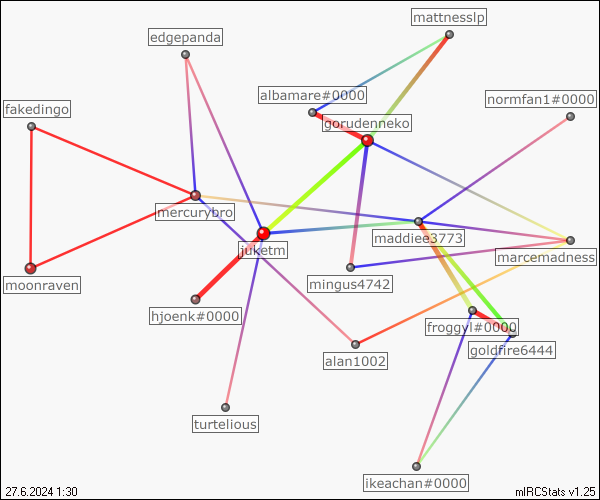 mattnesslp
edgepanda
albamare#0000
normfan1#0000
fakedingo
gorudenneko
mercurybro
maddiee3773
juketm
marcemadness
moonraven
mingus4742
hjoenk#0000
froggyl#0000
goldfire6444
alan1002
turtelious
ikeachan#0000
27.6.2024 1:30
mIRCStats v1.25